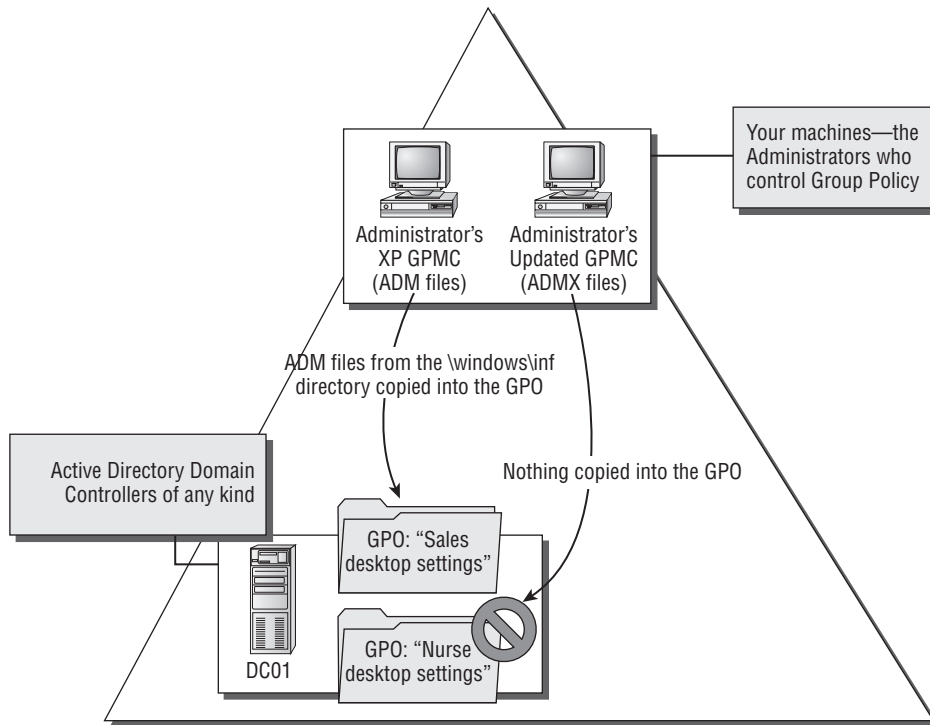 Your machines—the
Administrators who
control Group Policy
Administrator's
XP GPMC
(ADM files)
Administrator's
Updated GPMC
(ADMX files)
ADM files from the \windows\inf
directory copied into the GPO
Nothing copied into the GPO
Active Directory Domain
Controllers of any kind
GPO: “Sales
desktop settings”
GPO: “Nurse
desktop settings”
DC01